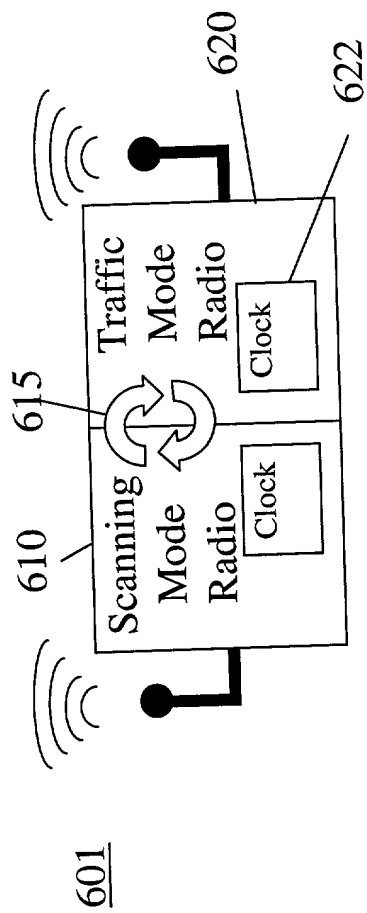 601
610
615
Scanning
Mode
Radio
Clock
Traffic
Mode
Radio
Clock
620
622